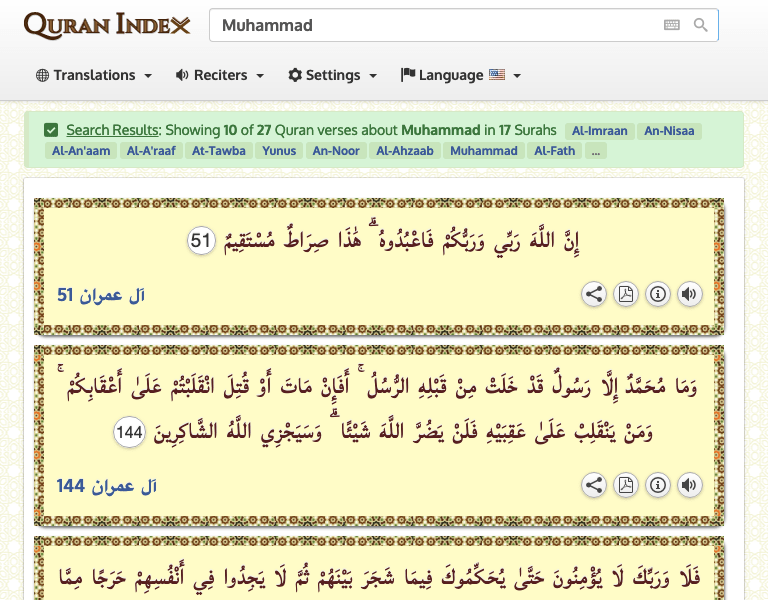 QURAN INDEX
Muhammad
Translations Reciters Settings Language
Search Results: Showing 10 of 27 Quran verses about Muhammad in 17 Surahs Al-Imraan An-Nisaa
Al-An'aam Al-A'raaf At-Tawba Yunus An-Noor Al-Ahzaab Muhammad Al-Fath ...
إِنَّ اللَّهَ رَبِّي وَرَبُّكُمْ فَاعْبُدُوهُ ۗ هَٰذَا صِرَاطٌ مُسْتَقِيمٌ 51
آل عمران 51
وَمَا مُحَمَّدٌ إِلَّا رَسُولٌ قَدْ خَلَتْ مِنْ قَبْلِهِ الرُّسُلُ ۚ أَفَإِنْ مَاتَ أَوْ قُتِلَ انْقَلَبْتُمْ عَلَىٰ أَعْقَابِكُمْ ۚ
وَمَنْ يَنْقَلِبْ عَلَىٰ عَقِبَيْهِ فَلَنْ يَضُرَّ اللَّهَ شَيْئًا ۗ وَسَيَجْزِي اللَّهُ الشَّاكِرِينَ 144
آل عمران 144
فَلَا وَرَبِّكَ لَا يُؤْمِنُونَ حَتَّىٰ يُحَكِّمُوكَ فِيمَا شَجَرَ بَيْنَهُمْ ثُمَّ لَا يَجِدُوا فِي أَنْفُسِهِمْ حَرَجًا مِمَّا